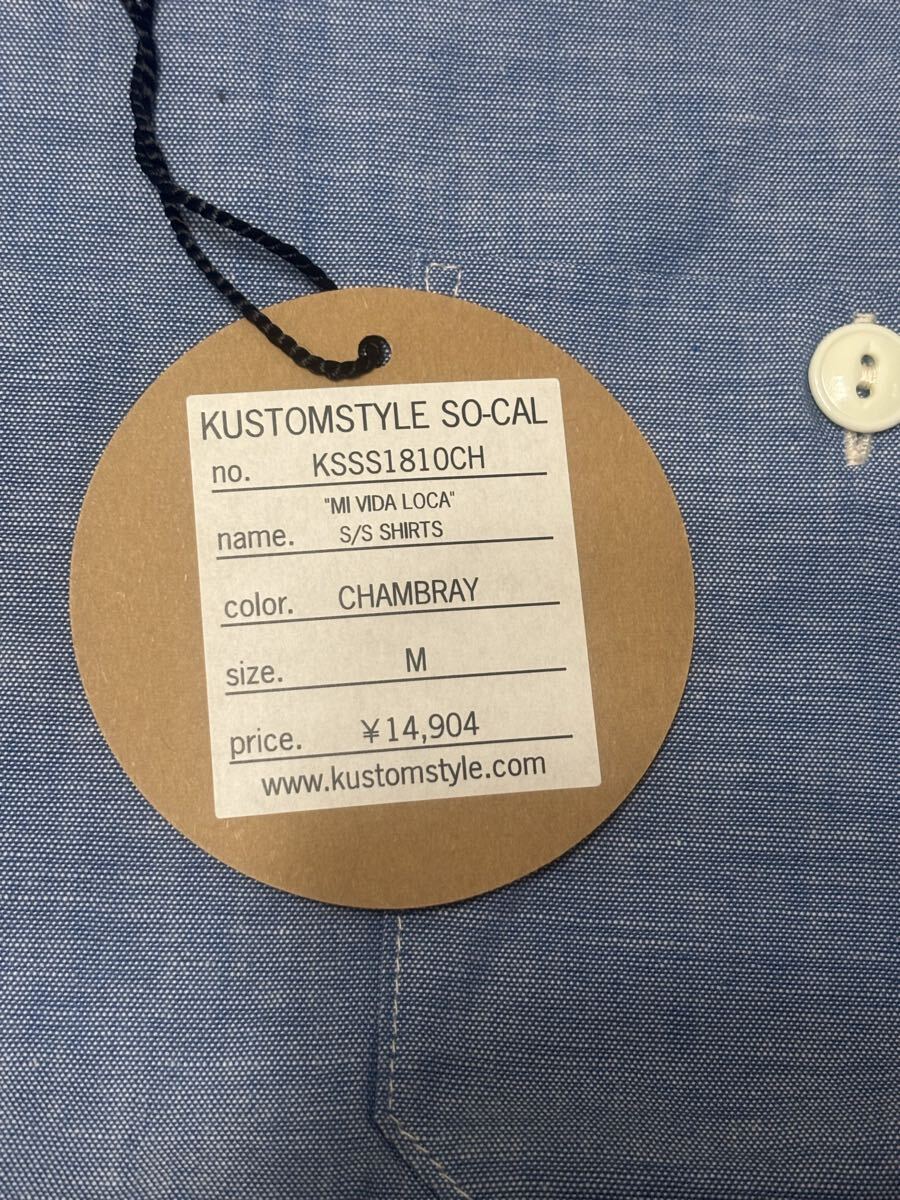 KUSTOMSTYLE SO-CAL
no. KSSS1810CH
"MI VIDA LOCA"
name. S/S SHIRTS
color. CHAMBRAY
size. M
price. ¥14,904
www.kustomstyle.com